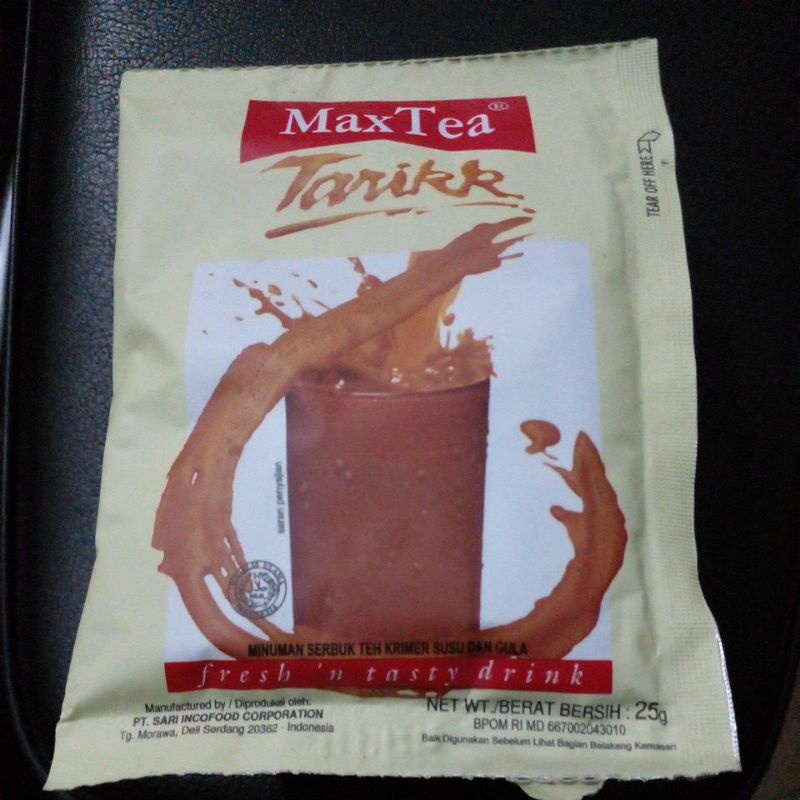 MaxTea®
Tarikk
TEAR OFF HERE
saran penyajian
MINUMAN SERBUK TEH KRIMER SUSU DAN GULA
fresh 'n tasty drink
Manufactured by / Diproduksi oleh:
PT. SARI INCOFOOD CORPORATION
Tg. Morawa, Deli Serdang 20362 - Indonesia
NET WT./BERAT BERSIH : 25g
BPOM RI MD 667002043010
Baik Digunakan Sebelum Lihat Bagian Belakang Kemasan